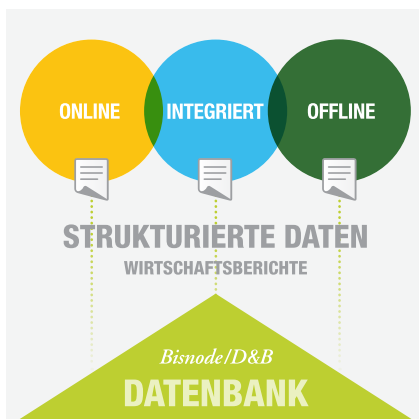 ONLINE INTEGRIERT OFFLINE
STRUKTURIERTE DATEN
WIRTSCHAFTSBERICHTE
Bisnode/D&B
DATENBANK